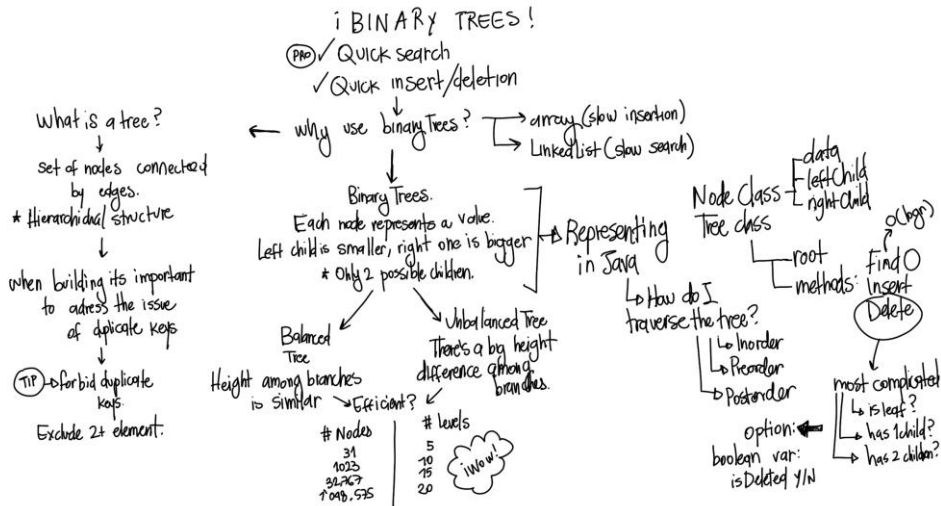 ¡BINARY TREES!
PRO ✓ Quick search
✓ Quick insert/deletion
why use binary Trees?
array (slow insertion)
LinkedList (slow search)
What is a tree?
set of nodes connected
by edges.
* Hierarchidral structure
when building its important
to adress the issue
of duplicate keys
TIP forbid duplicate
keys.
Exclude 2+ element.
Binary Trees.
Each node represents a value.
Left child is smaller, right one is bigger
* Only 2 possible children.
Balanced
Tree
Height among branches
is similar
Unbalanced Tree
There's a big height
difference among
branches.
Efficient?
# Nodes
31
1023
32,767
1'048,575
# Levels
5
10
15
20
¡Wow!
Representing
in Java
How do I
traverse the tree?
Inorder
Preorder
Postorder
Node Class
data
leftChild
rightChild
Tree class
root
methods:
Find()
O(logn)
Insert
Delete
most complicated
is leaf?
has 1 child?
has 2 children?
option:
boolean var:
isDeleted Y/N